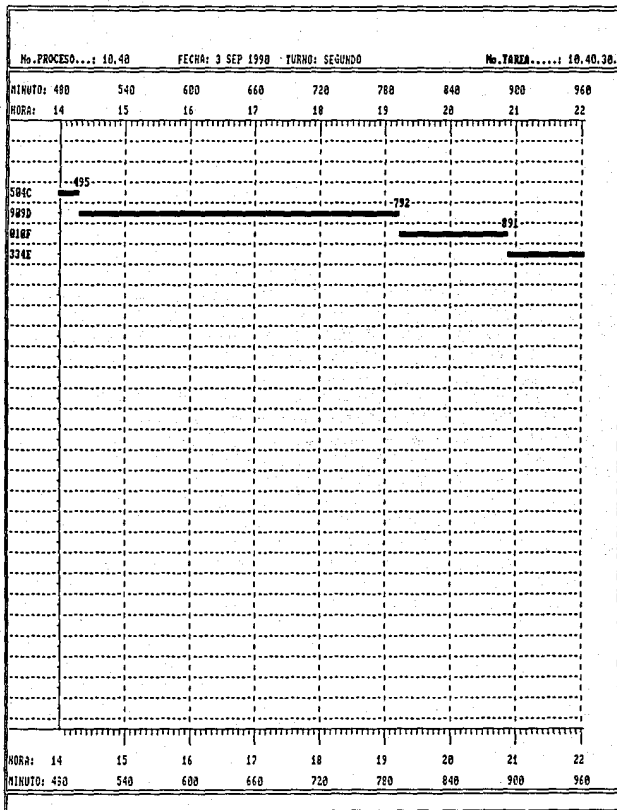 No.PROCESO...: 10.40 FECHA: 3 SEP 1990 TURNO: SEGUNDO No.TAREA.....: 10.40.30.
MINUTO: 480 540 600 660 720 780 840 900 960
HORA: 14 15 16 17 18 19 20 21 22
495
504C
792
909D
891
010F
334E
HORA: 14 15 16 17 18 19 20 21 22
MINUTO: 480 540 600 660 720 780 840 900 960